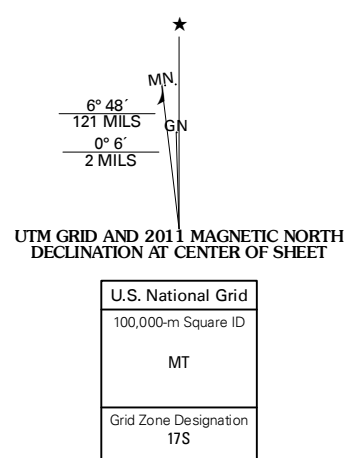 ★
MN
6° 48´
121 MILS
GN
0° 6´
2 MILS
UTM GRID AND 2011 MAGNETIC NORTH
DECLINATION AT CENTER OF SHEET
U.S. National Grid
100,000-m Square ID
MT
Grid Zone Designation
17S